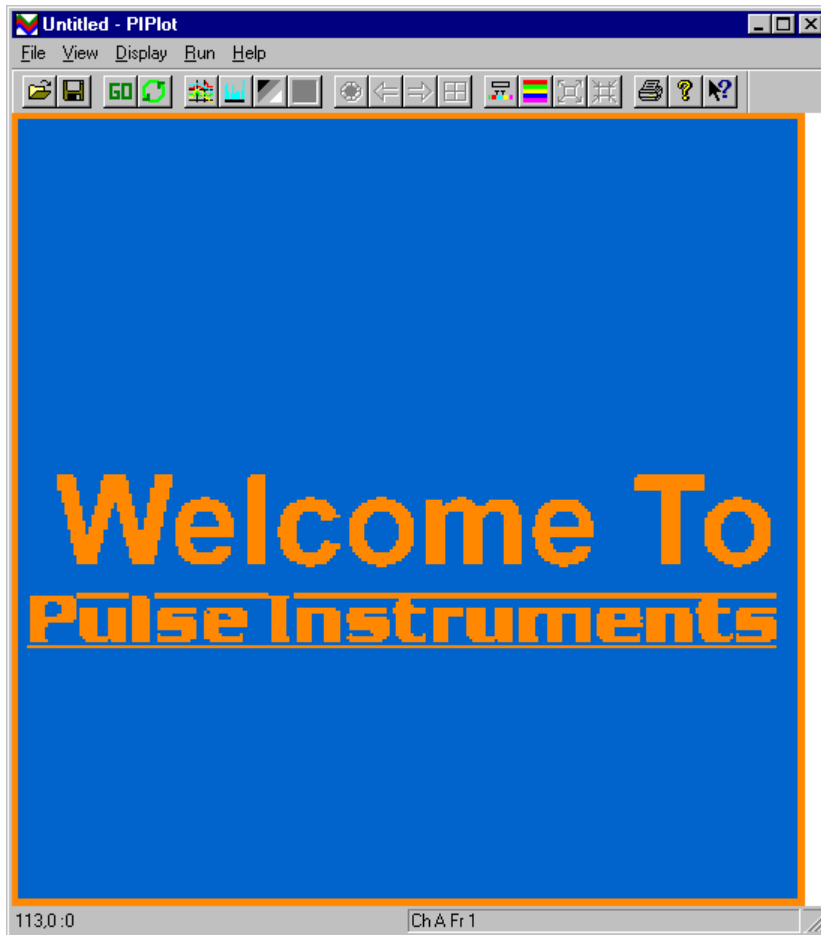 Untitled - PIPlot
File View Display Run Help
GO
Welcome To
Pulse Instruments
113,0 :0 Ch A Fr 1